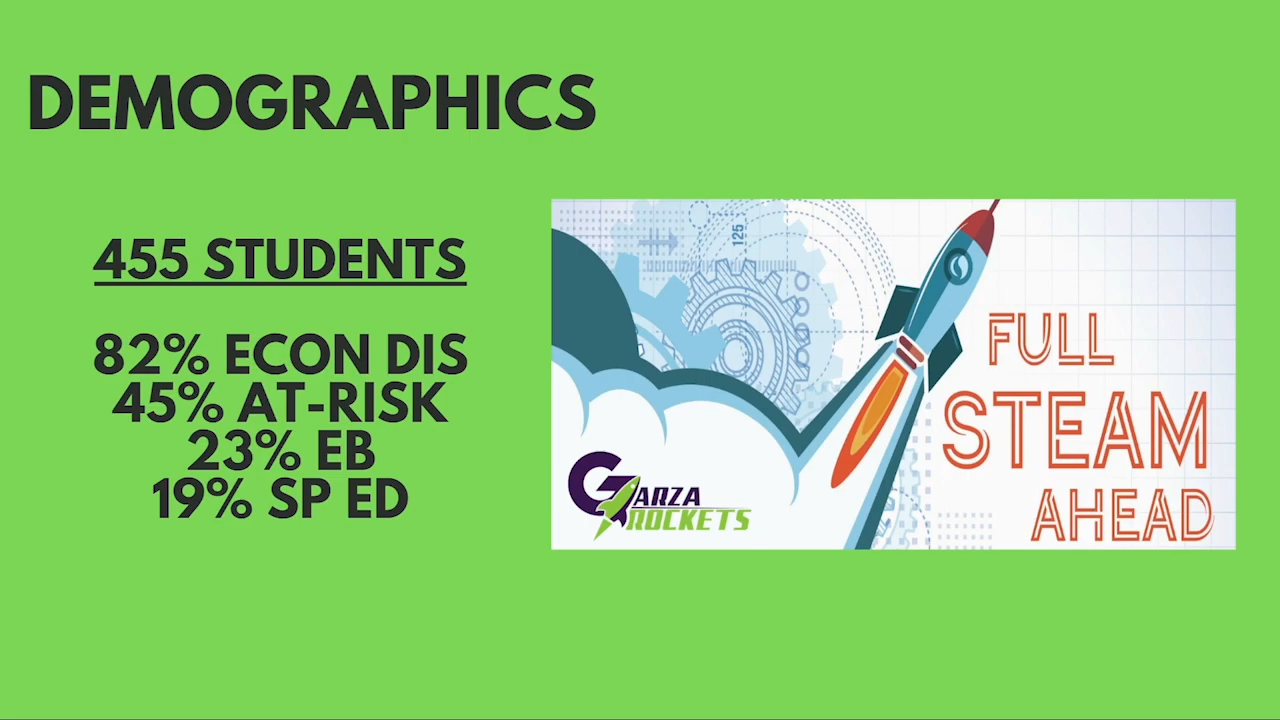 DEMOGRAPHICS
455 STUDENTS
82% ECON DIS
45% AT-RISK
23% EB
19% SP ED
125
FULL
STEAM
AHEAD
GARZA
ROCKETS